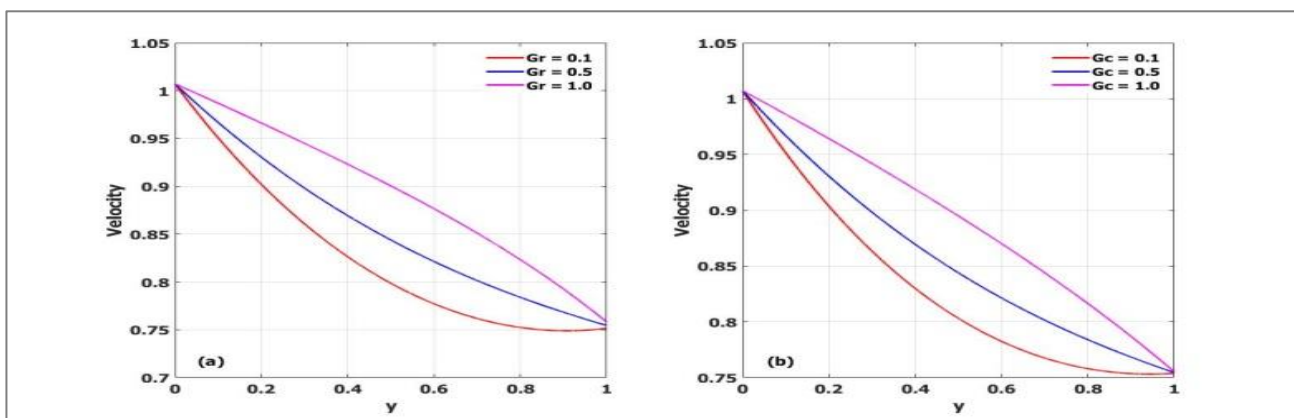 1.05
1
0.95
0.9
0.85
0.8
0.75
0.7
Velocity
Gr = 0.1
Gr = 0.5
Gr = 1.0
(a)
0 0.2 0.4 0.6 0.8 1
y
1.05
1
0.95
0.9
0.85
0.8
0.75
Velocity
Gc = 0.1
Gc = 0.5
Gc = 1.0
(b)
0 0.2 0.4 0.6 0.8 1
y